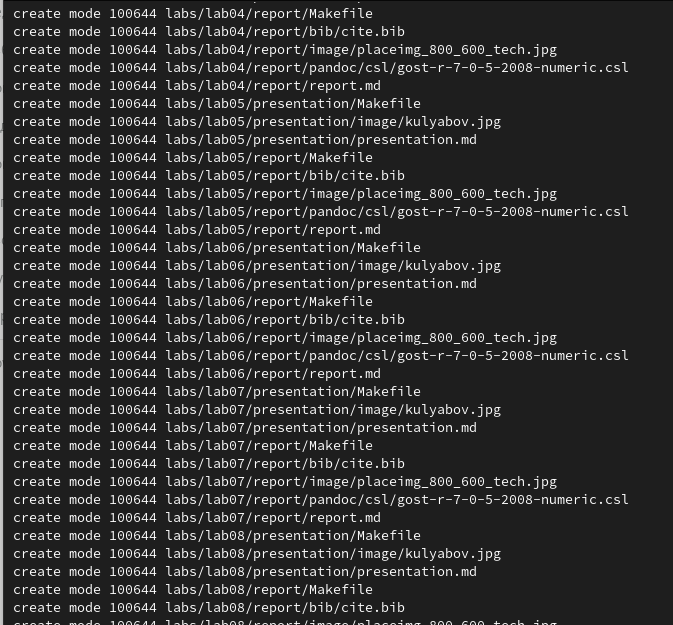 create mode 100644 labs/lab04/report/Makefile
create mode 100644 labs/lab04/report/bib/cite.bib
create mode 100644 labs/lab04/report/image/placeimg_800_600_tech.jpg
create mode 100644 labs/lab04/report/pandoc/csl/gost-r-7-0-5-2008-numeric.csl
create mode 100644 labs/lab04/report/report.md
create mode 100644 labs/lab05/presentation/Makefile
create mode 100644 labs/lab05/presentation/image/kulyabov.jpg
create mode 100644 labs/lab05/presentation/presentation.md
create mode 100644 labs/lab05/report/Makefile
create mode 100644 labs/lab05/report/bib/cite.bib
create mode 100644 labs/lab05/report/image/placeimg_800_600_tech.jpg
create mode 100644 labs/lab05/report/pandoc/csl/gost-r-7-0-5-2008-numeric.csl
create mode 100644 labs/lab05/report/report.md
create mode 100644 labs/lab06/presentation/Makefile
create mode 100644 labs/lab06/presentation/image/kulyabov.jpg
create mode 100644 labs/lab06/presentation/presentation.md
create mode 100644 labs/lab06/report/Makefile
create mode 100644 labs/lab06/report/bib/cite.bib
create mode 100644 labs/lab06/report/image/placeimg_800_600_tech.jpg
create mode 100644 labs/lab06/report/pandoc/csl/gost-r-7-0-5-2008-numeric.csl
create mode 100644 labs/lab06/report/report.md
create mode 100644 labs/lab07/presentation/Makefile
create mode 100644 labs/lab07/presentation/image/kulyabov.jpg
create mode 100644 labs/lab07/presentation/presentation.md
create mode 100644 labs/lab07/report/Makefile
create mode 100644 labs/lab07/report/bib/cite.bib
create mode 100644 labs/lab07/report/image/placeimg_800_600_tech.jpg
create mode 100644 labs/lab07/report/pandoc/csl/gost-r-7-0-5-2008-numeric.csl
create mode 100644 labs/lab07/report/report.md
create mode 100644 labs/lab08/presentation/Makefile
create mode 100644 labs/lab08/presentation/image/kulyabov.jpg
create mode 100644 labs/lab08/presentation/presentation.md
create mode 100644 labs/lab08/report/Makefile
create mode 100644 labs/lab08/report/bib/cite.bib
create mode 100644 labs/lab08/report/image/placeimg_800_600_tech.jpg